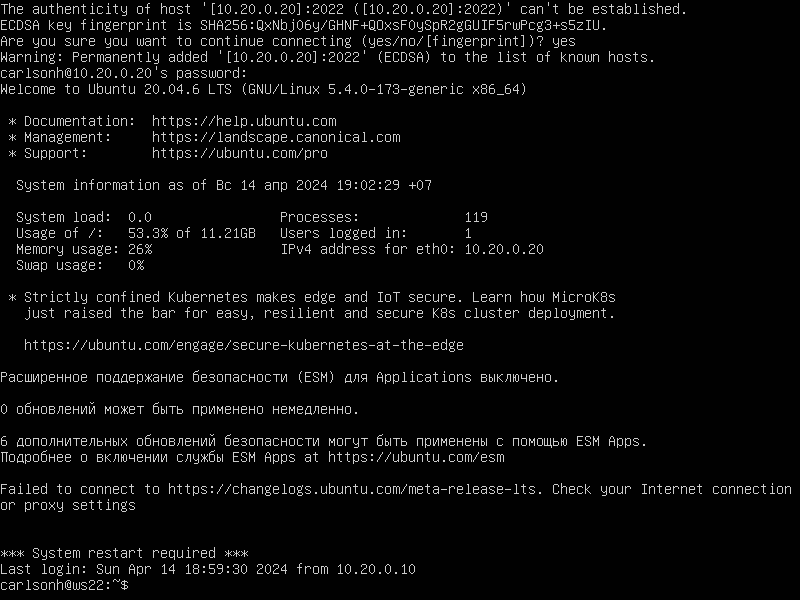 The authenticity of host '[10.20.0.20]:2022 ([10.20.0.20]:2022)' can't be established.
ECDSA key fingerprint is SHA256:QxNbj06y/GHNF+QOxsF0ySpR2gGUIF5rwPcg3+s5zIU.
Are you sure you want to continue connecting (yes/no/[fingerprint])? yes
Warning: Permanently added '[10.20.0.20]:2022' (ECDSA) to the list of known hosts.
carlsonh@10.20.0.20's password:
Welcome to Ubuntu 20.04.6 LTS (GNU/Linux 5.4.0-173-generic x86_64)
* Documentation:  https://help.ubuntu.com
* Management:     https://landscape.canonical.com
* Support:        https://ubuntu.com/pro
System information as of Вс 14 апр 2024 19:02:29 +07
System load:  0.0                Processes:             119
Usage of /:   53.3% of 11.21GB   Users logged in:       1
Memory usage: 26%                IPv4 address for eth0: 10.20.0.20
Swap usage:   0%
* Strictly confined Kubernetes makes edge and IoT secure. Learn how MicroK8s
just raised the bar for easy, resilient and secure K8s cluster deployment.
https://ubuntu.com/engage/secure-kubernetes-at-the-edge
Расширенное поддержание безопасности (ESM) для Applications выключено.
0 обновлений может быть применено немедленно.
6 дополнительных обновлений безопасности могут быть применены с помощью ESM Apps.
Подробнее о включении службы ESM Apps at https://ubuntu.com/esm
Failed to connect to https://changelogs.ubuntu.com/meta-release-lts. Check your Internet connection
or proxy settings
*** System restart required ***
Last login: Sun Apr 14 18:59:30 2024 from 10.20.0.10
carlsonh@ws22:~$